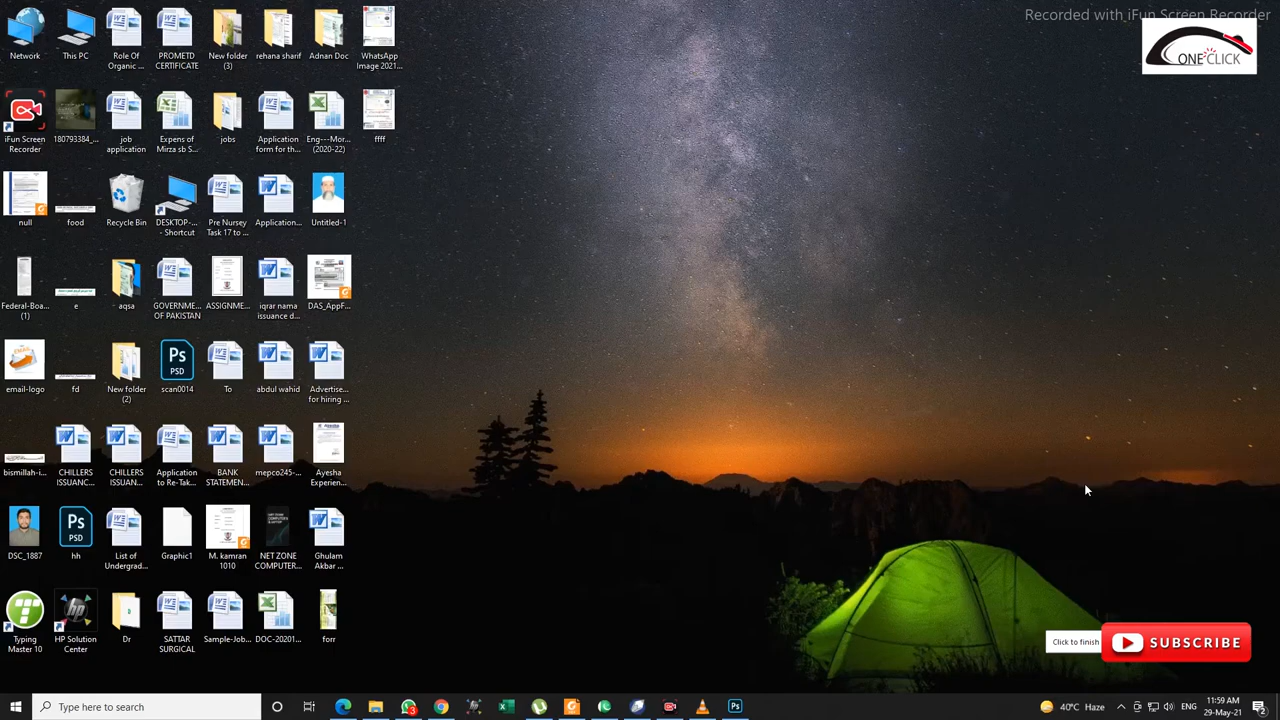 Recorded with iFun Screen Recorder
ONE CLICK
Network
This PC
Role Of
Organic ...
PROMETD
CERTIFICATE
New folder
(3)
rehana sharif
Adnan Doc
WhatsApp
Image 2021...
iFun Screen
Recorder
180793384_...
job
application
Expens of
Mirza sb S...
jobs
Application
form for th...
Eng---Mor...
(2020-22)
ffff
null
food
Recycle Bin
DESKTOP-...
- Shortcut
Pre Nursey
Task 17 to ...
Application...
Untitled-1
Federal-Boa...
(1)
e
aqsa
GOVERNME...
OF PAKISTAN
ASSIGNME...
iqrar nama
issuance d...
DAS_AppF...
email-logo
fd
New folder
(2)
Ps
PSD
scan0014
To
abdul wahid
Advertise...
for hiring ...
bismillah-i...
CHILLERS
ISSUANC...
CHILLERS
ISSUAN...
Application
to Re-Tak...
BANK
STATEMEN...
mepco245-...
Ayesha
Experien...
DSC_1887
Ps
PSD
hh
List of
Undergrad...
Graphic1
M. kamran
1010
NET ZONE
COMPUTER...
Ghulam
Akbar ...
Typing
Master 10
HP Solution
Center
Dr
SATTAR
SURGICAL
Sample-Job...
DOC-20201...
forr
Click to finish
SUBSCRIBE
Type here to search
3
Ps
40°C Haze
ENG
11:59 AM
29-May-21